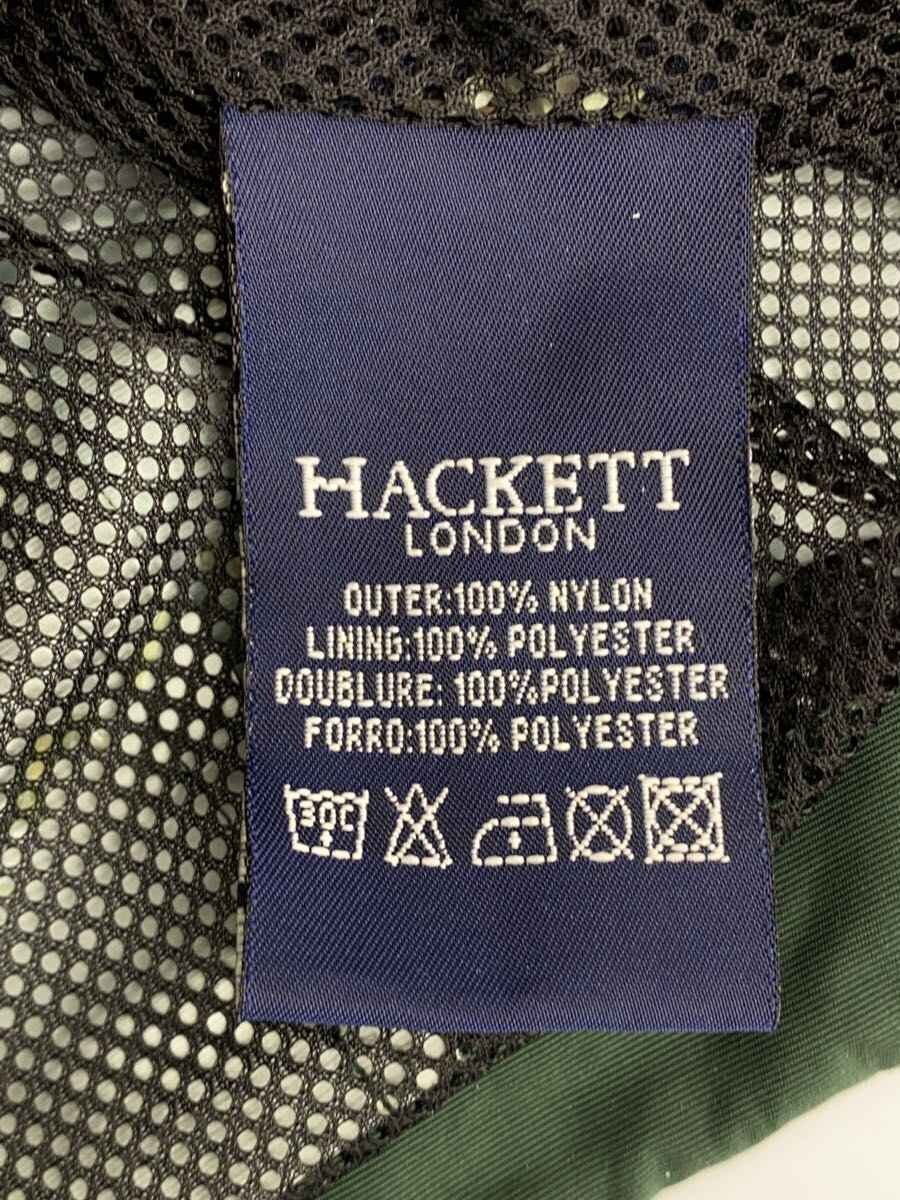 HACKETT
LONDON
OUTER:100% NYLON
LINING:100% POLYESTER
DOUBLURE: 100%POLYESTER
FORRO:100% POLYESTER
30C